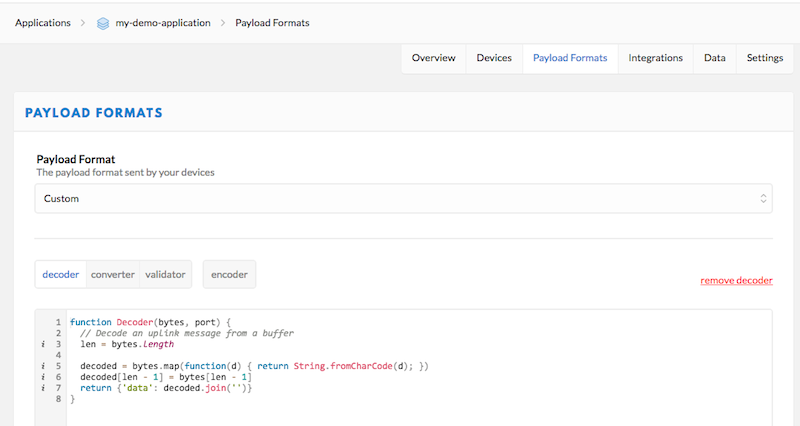 Applications > my-demo-application > Payload Formats
Overview Devices Payload Formats Integrations Data Settings
PAYLOAD FORMATS
Payload Format
The payload format sent by your devices
Custom
decoder converter validator encoder
remove decoder
1 function Decoder(bytes, port) {
2   // Decode an uplink message from a buffer
i 3   len = bytes.length
4
i 5   decoded = bytes.map(function(d) { return String.fromCharCode(d); })
i 6   decoded[len - 1] = bytes[len - 1]
i 7   return {'data': decoded.join('')}
8 }